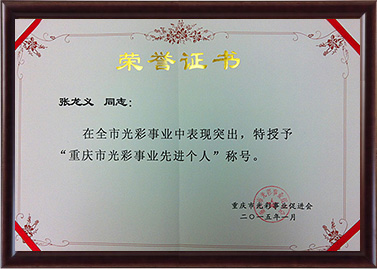 荣誉证书
张龙义 同志：
在全市光彩事业中表现突出，特授予
“重庆市光彩事业先进个人”称号。
重庆市光彩事业促进会
二〇一五年一月